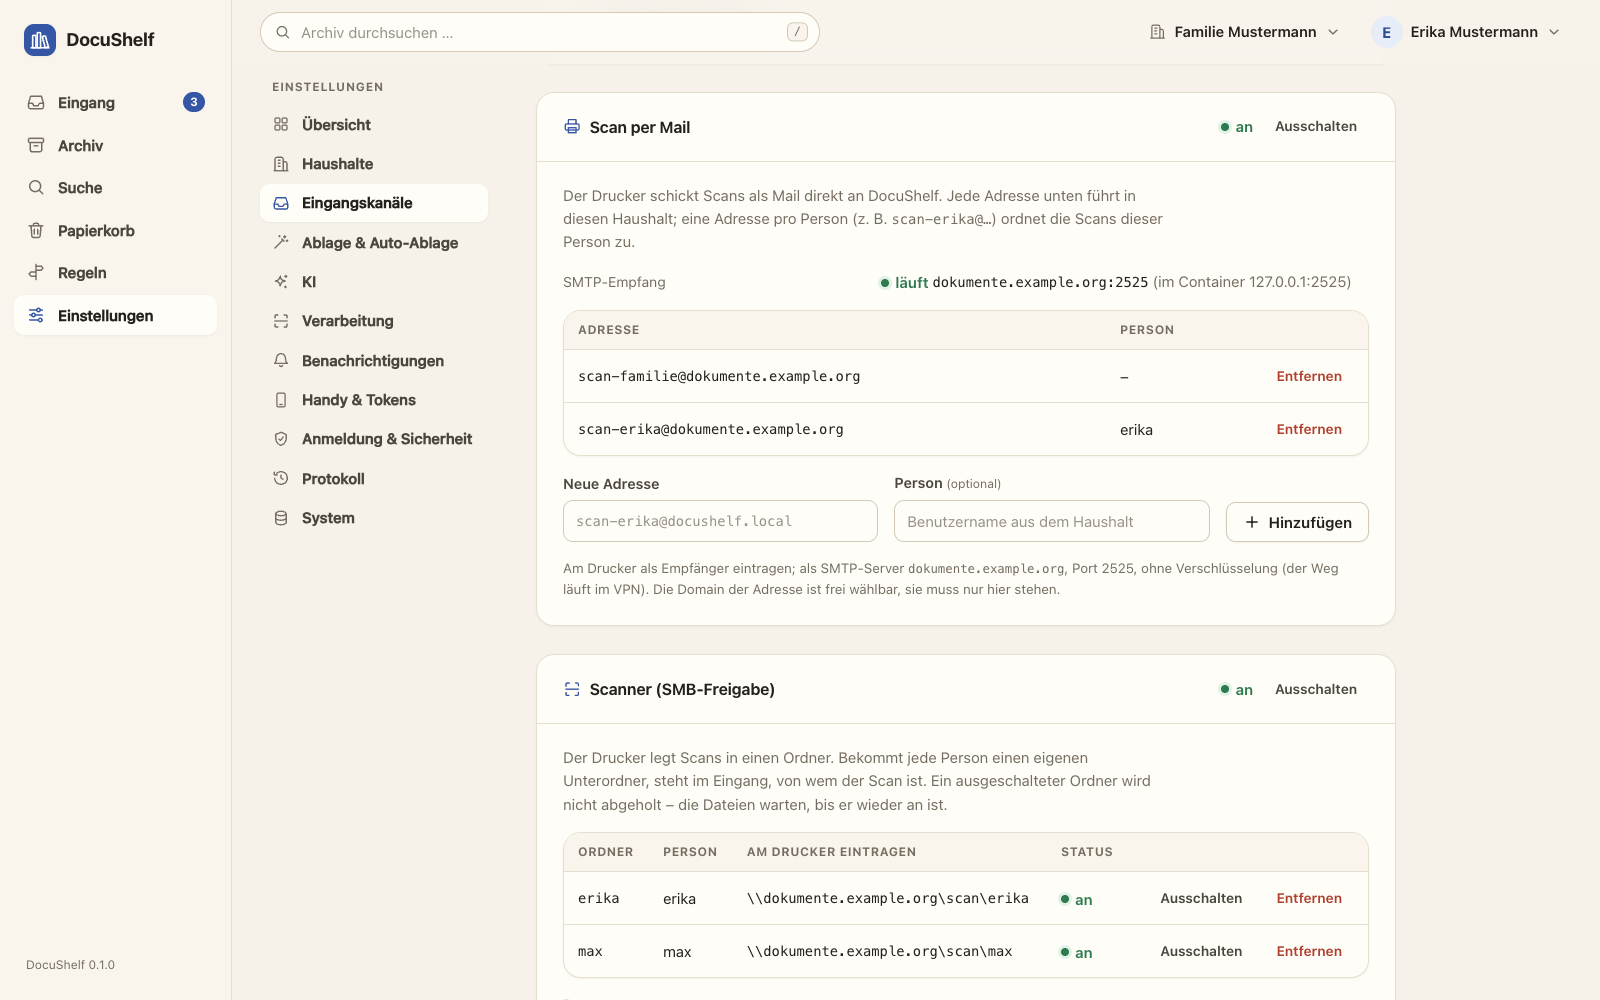 DocuShelf
Archiv durchsuchen ...
/
Familie Mustermann
E
Erika Mustermann
Eingang
3
Archiv
Suche
Papierkorb
Regeln
Einstellungen
DocuShelf 0.1.0
EINSTELLUNGEN
Übersicht
Haushalte
Eingangskanäle
Ablage & Auto-Ablage
KI
Verarbeitung
Benachrichtigungen
Handy & Tokens
Anmeldung & Sicherheit
Protokoll
System
Scan per Mail
an
Ausschalten
Der Drucker schickt Scans als Mail direkt an DocuShelf. Jede Adresse unten führt in
diesen Haushalt; eine Adresse pro Person (z. B. scan-erika@…) ordnet die Scans dieser
Person zu.
SMTP-Empfang
läuft dokumente.example.org:2525 (im Container 127.0.0.1:2525)
ADRESSE PERSON
scan-familie@dokumente.example.org – Entfernen
scan-erika@dokumente.example.org erika Entfernen
Neue Adresse
Person (optional)
scan-erika@docushelf.local
Benutzername aus dem Haushalt
+ Hinzufügen
Am Drucker als Empfänger eintragen; als SMTP-Server dokumente.example.org, Port 2525, ohne Verschlüsselung (der Weg
läuft im VPN). Die Domain der Adresse ist frei wählbar, sie muss nur hier stehen.
Scanner (SMB-Freigabe)
an
Ausschalten
Der Drucker legt Scans in einen Ordner. Bekommt jede Person einen eigenen
Unterordner, steht im Eingang, von wem der Scan ist. Ein ausgeschalteter Ordner wird
nicht abgeholt – die Dateien warten, bis er wieder an ist.
ORDNER PERSON AM DRUCKER EINTRAGEN STATUS
erika erika \\dokumente.example.org\scan\erika an Ausschalten Entfernen
max max \\dokumente.example.org\scan\max an Ausschalten Entfernen